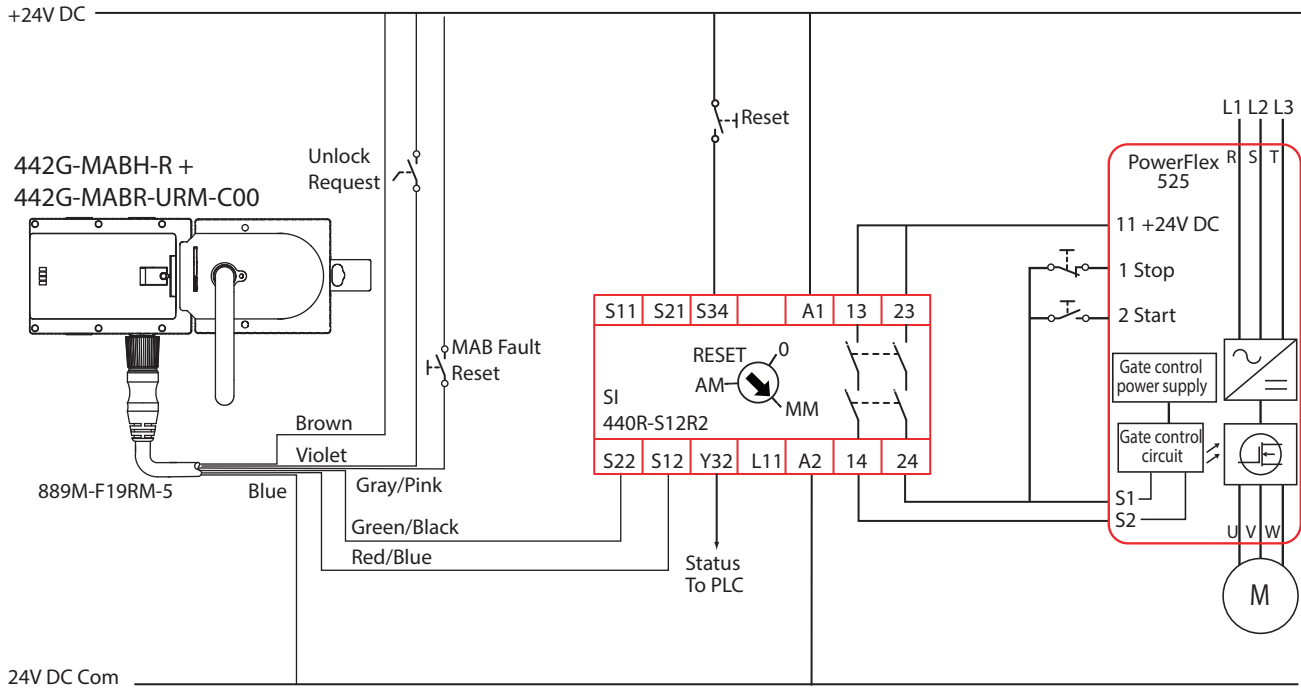 +24V DC
442G-MABH-R +
442G-MABR-URM-C00
889M-F19RM-5
Unlock
Request
MAB Fault
Reset
Brown
Violet
Gray/Pink
Blue
Green/Black
Red/Blue
Reset
S11 S21 S34 A1 13 23
RESET
0
AM
MM
SI
440R-S12R2
S22 S12 Y32 L11 A2 14 24
Status
To PLC
L1 L2 L3
R S T
PowerFlex
525
11 +24V DC
1 Stop
2 Start
Gate control
power supply
Gate control
circuit
S1
S2
U V W
M
24V DC Com